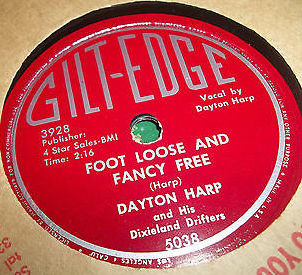 GILT-EDGE
3928
Publisher:
4 Star Sales-BMI
Time: 2:16
Vocal by
Dayton Harp
FOOT LOOSE AND
FANCY FREE
(Harp)
DAYTON HARP
and His
Dixieland Drifters
5038